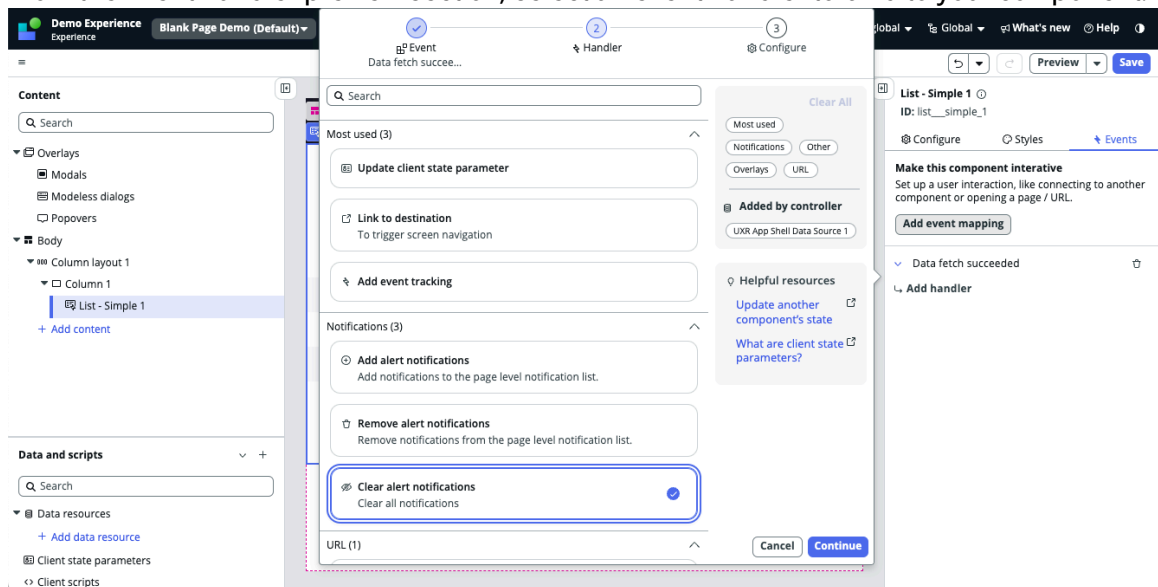 Demo Experience
Experience
Blank Page Demo (Default)
Global
What's new
Help
Preview
Save
Content
Search
Overlays
Modals
Modeless dialogs
Popovers
Body
Column layout 1
Column 1
List - Simple 1
+ Add content
Data and scripts
Search
Data resources
+ Add data resource
Client state parameters
Client scripts
Event
Data fetch succee...
2
Handler
3
Configure
Search
Most used (3)
Update client state parameter
Link to destination
To trigger screen navigation
Add event tracking
Notifications (3)
Add alert notifications
Add notifications to the page level notification list.
Remove alert notifications
Remove notifications from the page level notification list.
Clear alert notifications
Clear all notifications
URL (1)
Clear All
Most used
Notifications
Other
Overlays
URL
Added by controller
UXR App Shell Data Source 1
Helpful resources
Update another
component's state
What are client state
parameters?
Cancel
Continue
List - Simple 1
ID: list__simple_1
Configure
Styles
Events
Make this component interative
Set up a user interaction, like connecting to another
component or opening a page / URL.
Add event mapping
Data fetch succeeded
Add handler